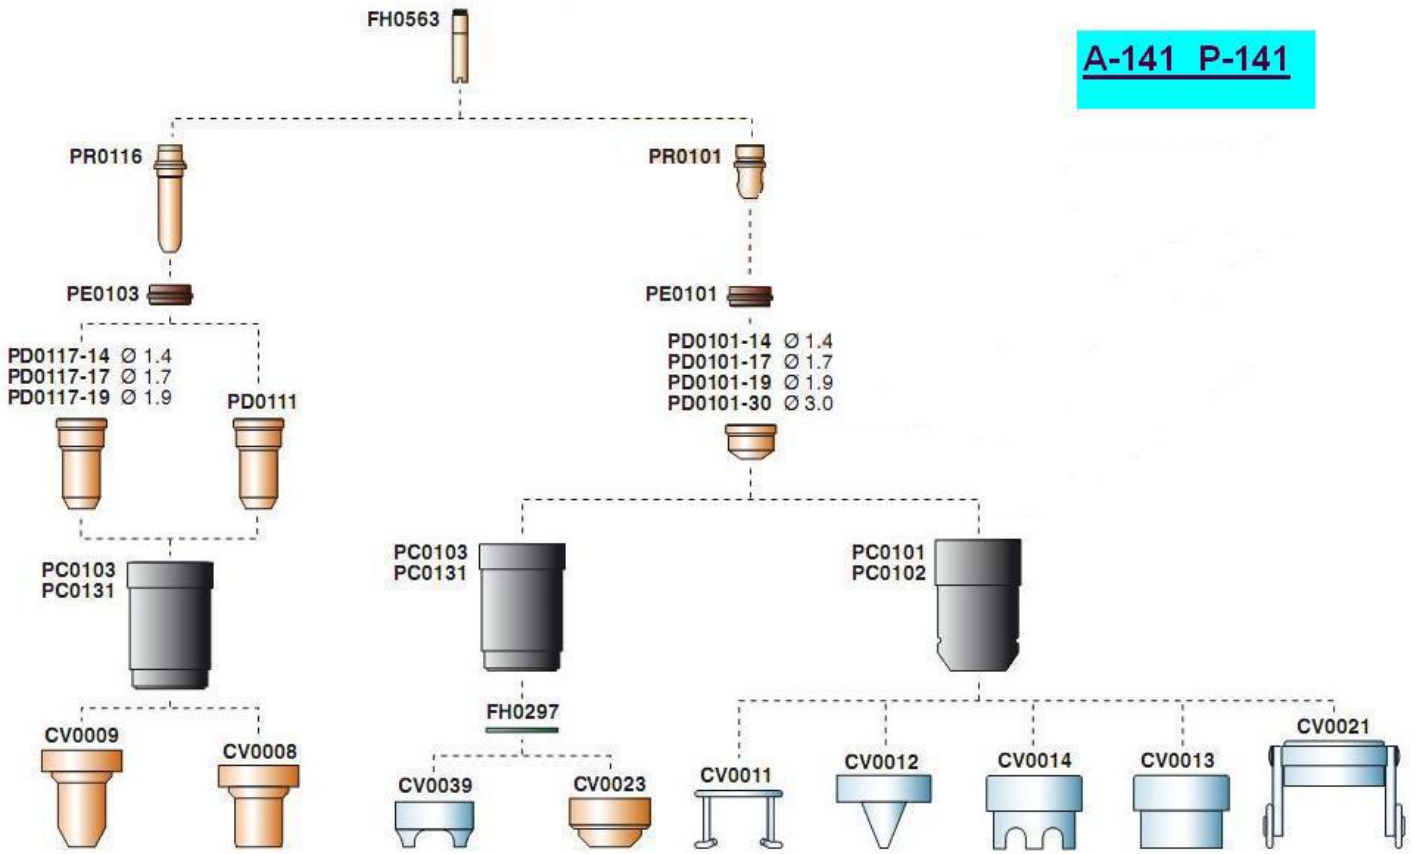 FH0563
A-141 P-141
PR0116
PR0101
PE0103
PE0101
PD0117-14 Ø 1.4
PD0117-17 Ø 1.7
PD0117-19 Ø 1.9
PD0111
PD0101-14 Ø 1.4
PD0101-17 Ø 1.7
PD0101-19 Ø 1.9
PD0101-30 Ø 3.0
PC0103
PC0131
PC0103
PC0131
PC0101
PC0102
FH0297
CV0009
CV0008
CV0039
CV0023
CV0011
CV0012
CV0014
CV0013
CV0021